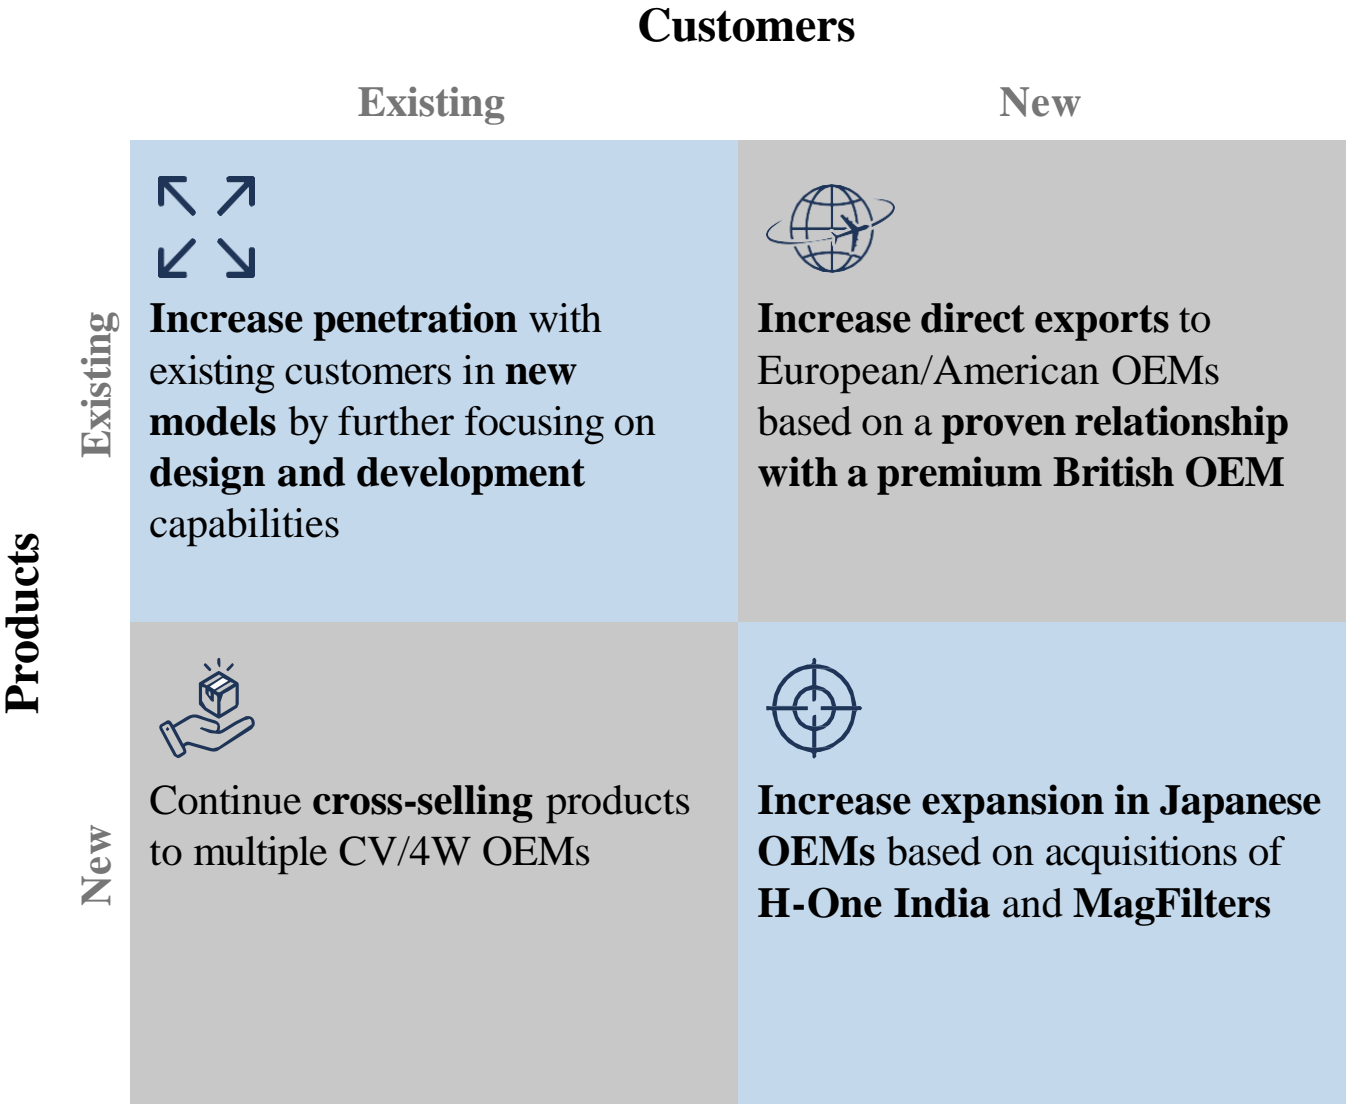 Customers
Existing
New
Products
Existing
Increase penetration with
existing customers in new
models by further focusing on
design and development
capabilities
Increase direct exports to
European/American OEMs
based on a proven relationship
with a premium British OEM
New
Continue cross-selling products
to multiple CV/4W OEMs
Increase expansion in Japanese
OEMs based on acquisitions of
H-One India and MagFilters